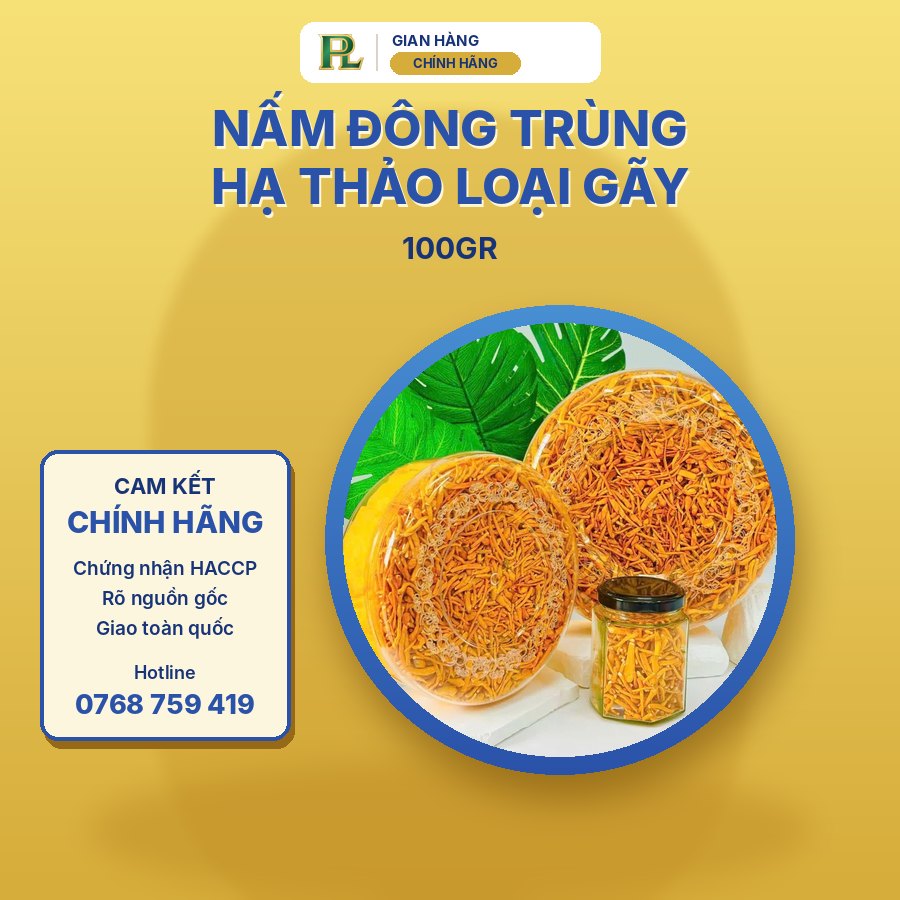 PL
GIAN HÀNG
CHÍNH HÃNG
NẤM ĐÔNG TRÙNG
HẠ THẢO LOẠI GÃY
100GR
CAM KẾT
CHÍNH HÃNG
Chứng nhận HACCP
Rõ nguồn gốc
Giao toàn quốc
Hotline
0768 759 419